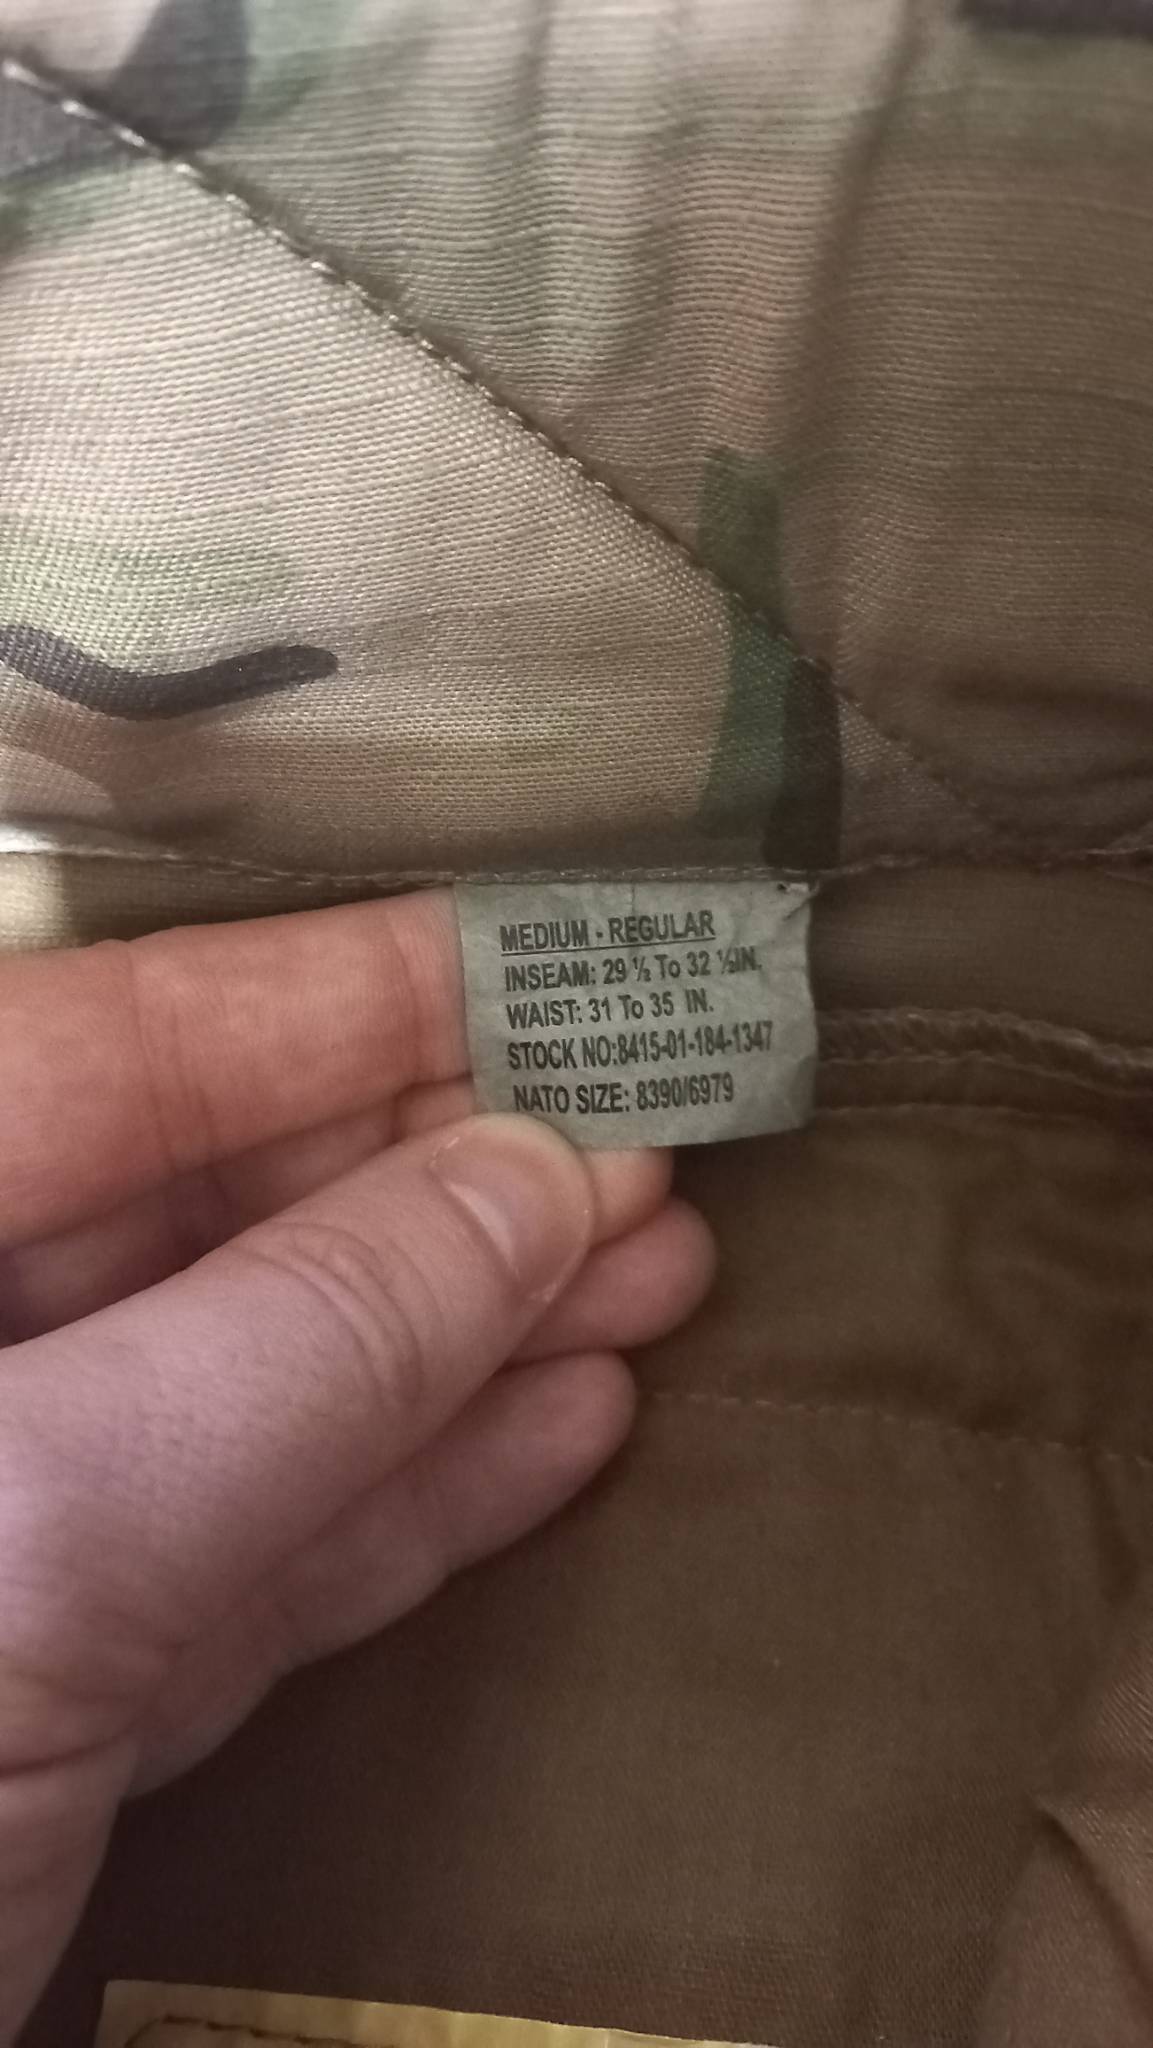 MEDIUM - REGULAR
INSEAM: 29 ½ To 32 ½IN.
WAIST: 31 To 35 IN.
STOCK NO:8415-01-184-1347
NATO SIZE: 8390/6979